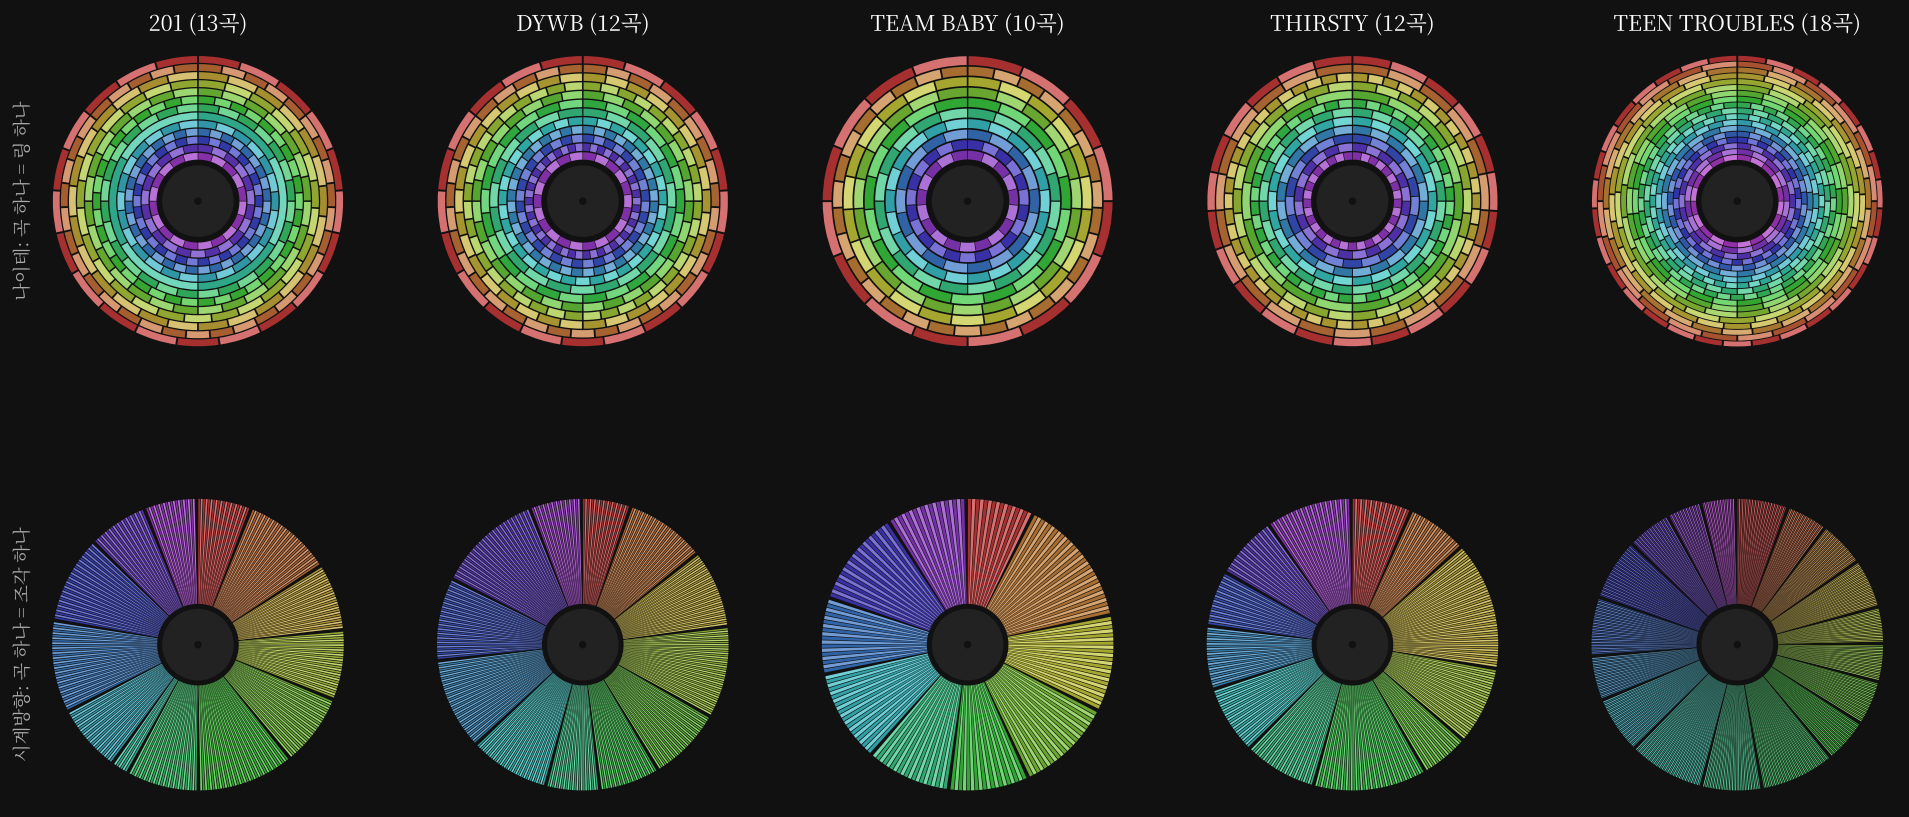 201 (13곡)
DYWB (12곡)
TEAM BABY (10곡)
THIRSTY (12곡)
TEEN TROUBLES (18곡)
나이테: 곡 하나 = 링 하나
시계방향: 곡 하나 = 조각 하나